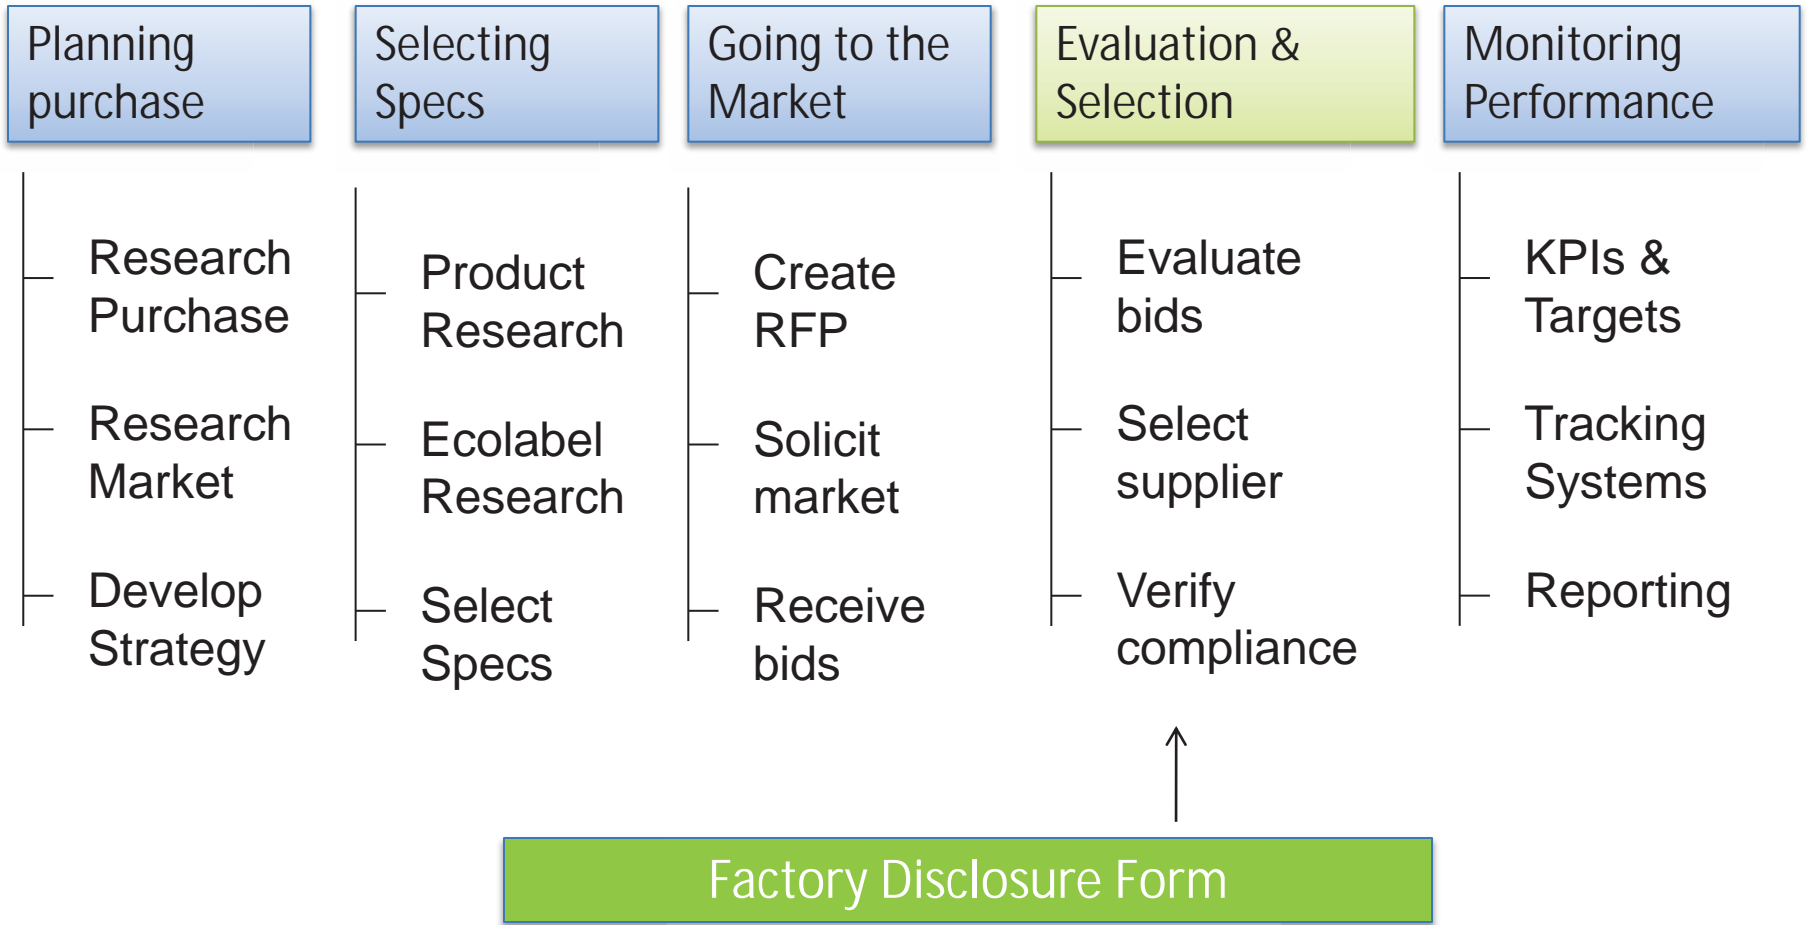 Planning
purchase
Research
Purchase
Research
Market
Develop
Strategy
Selecting
Specs
Product
Research
Ecolabel
Research
Select
Specs
Going to the
Market
Create
RFP
Solicit
market
Receive
bids
Evaluation &
Selection
Evaluate
bids
Select
supplier
Verify
compliance
Monitoring
Performance
KPIs &
Targets
Tracking
Systems
Reporting
Factory Disclosure Form